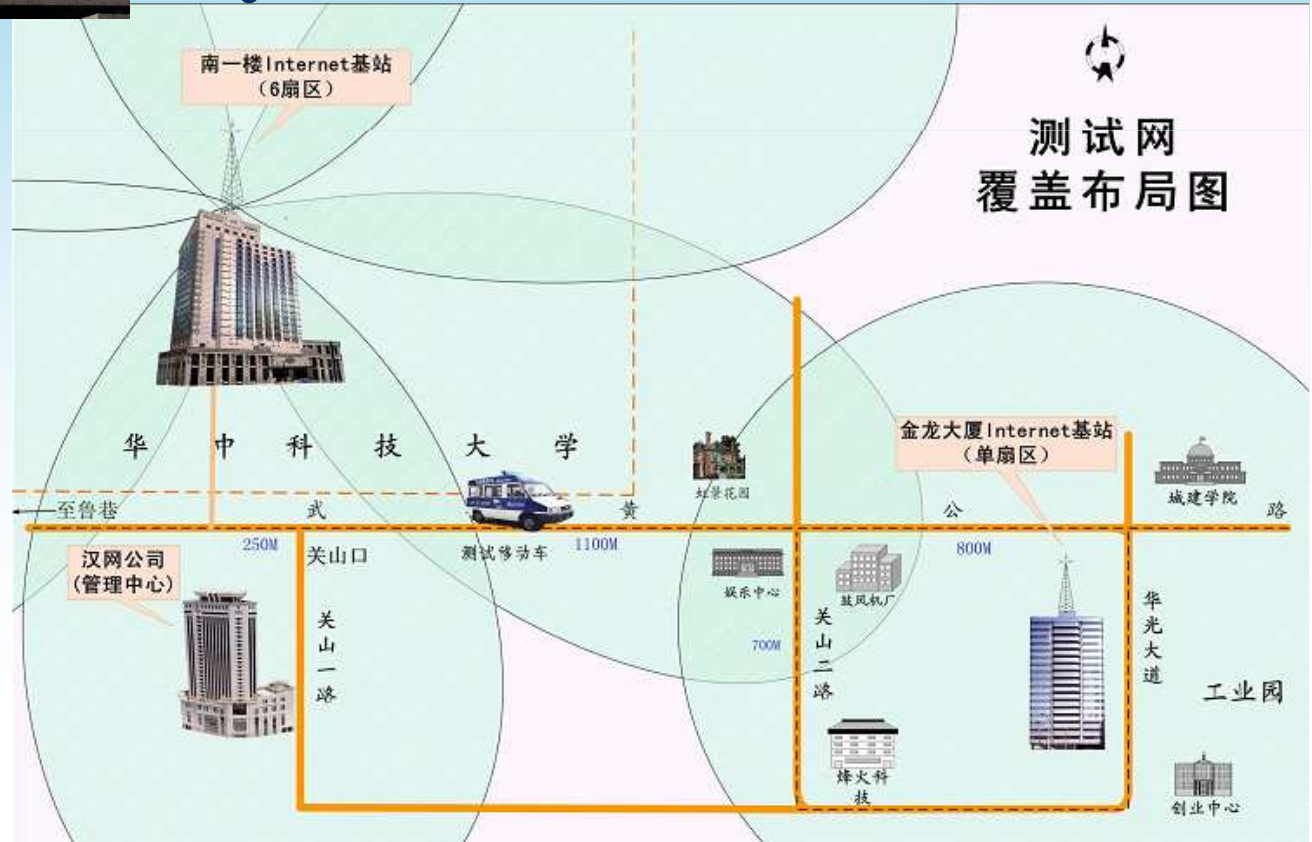 南一楼Internet基站
（6扇区）
测试网
覆盖布局图
华中科技大学
金龙大厦Internet基站
（单扇区）
虹景花园
城建学院
至鲁巷
武黄公路
250M
关山口
测试移动车
1100M
800M
汉网公司
(管理中心)
娱乐中心
鼓风机厂
关山一路
700M
关山二路
华光大道
工业园
烽火科
技
创业中心